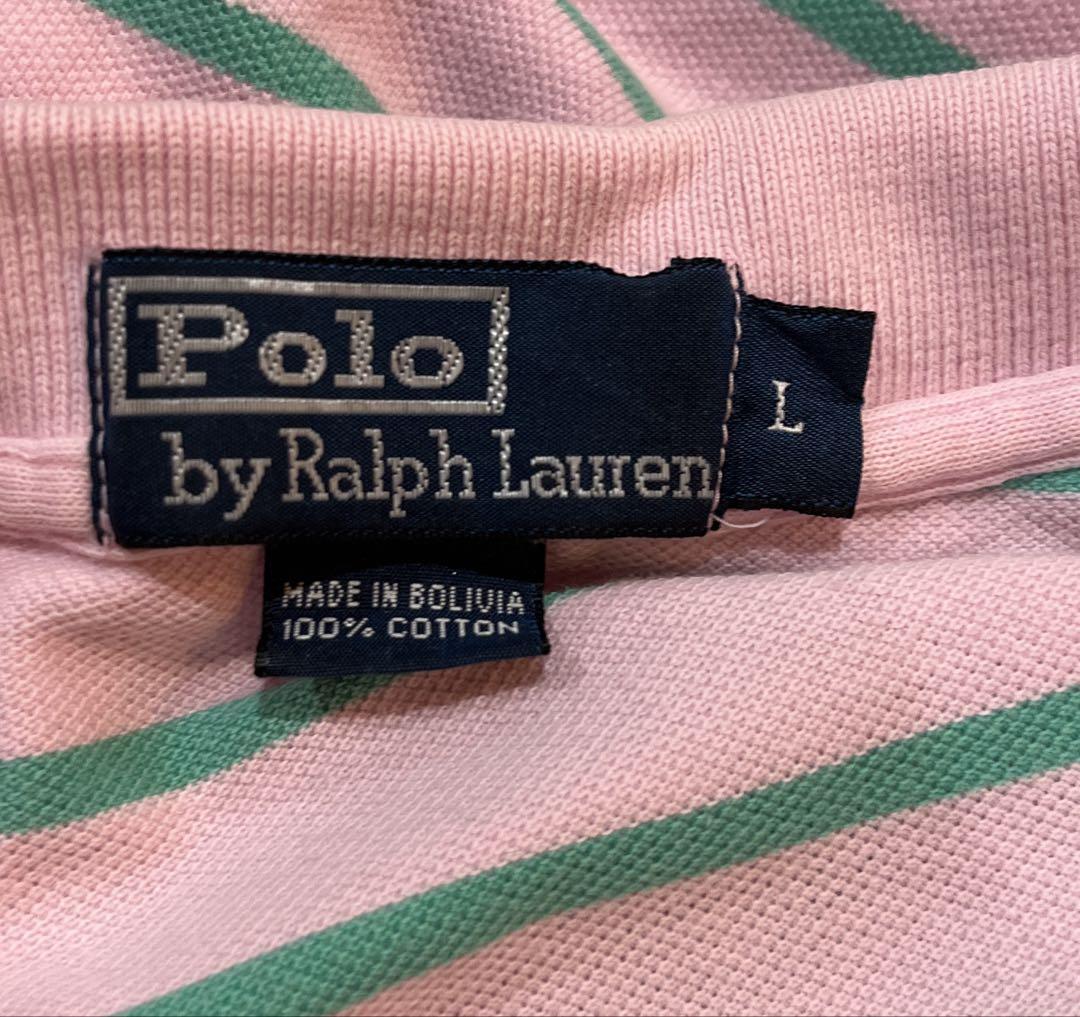 Polo
by Ralph Lauren
L
MADE IN BOLIVIA
100% COTTON